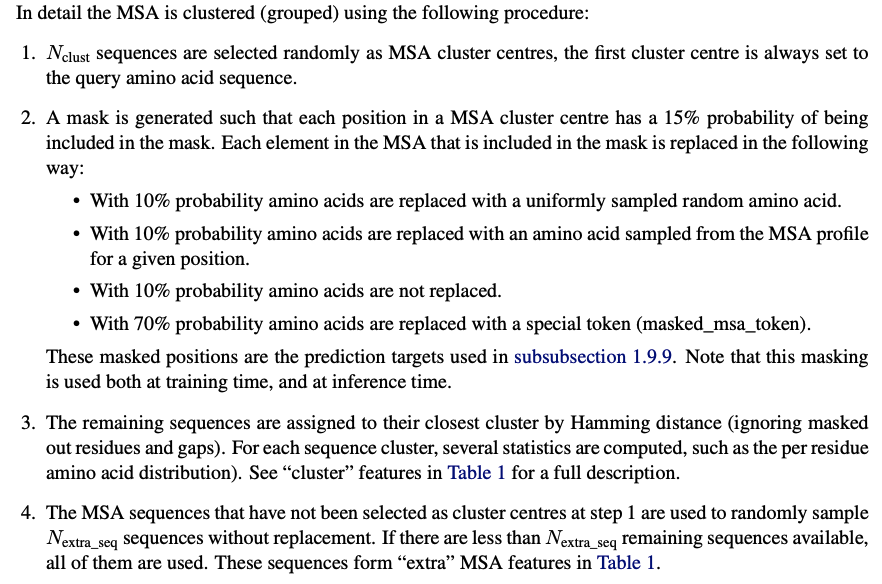 In detail the MSA is clustered (grouped) using the following procedure:
1. Nclust sequences are selected randomly as MSA cluster centres, the first cluster centre is always set to
the query amino acid sequence.
2. A mask is generated such that each position in a MSA cluster centre has a 15% probability of being
included in the mask. Each element in the MSA that is included in the mask is replaced in the following
way:
• With 10% probability amino acids are replaced with a uniformly sampled random amino acid.
• With 10% probability amino acids are replaced with an amino acid sampled from the MSA profile
for a given position.
• With 10% probability amino acids are not replaced.
• With 70% probability amino acids are replaced with a special token (masked_msa_token).
These masked positions are the prediction targets used in subsubsection 1.9.9. Note that this masking
is used both at training time, and at inference time.
3. The remaining sequences are assigned to their closest cluster by Hamming distance (ignoring masked
out residues and gaps). For each sequence cluster, several statistics are computed, such as the per residue
amino acid distribution). See “cluster” features in Table 1 for a full description.
4. The MSA sequences that have not been selected as cluster centres at step 1 are used to randomly sample
Nextra_seq sequences without replacement. If there are less than Nextra_seq remaining sequences available,
all of them are used. These sequences form “extra” MSA features in Table 1.